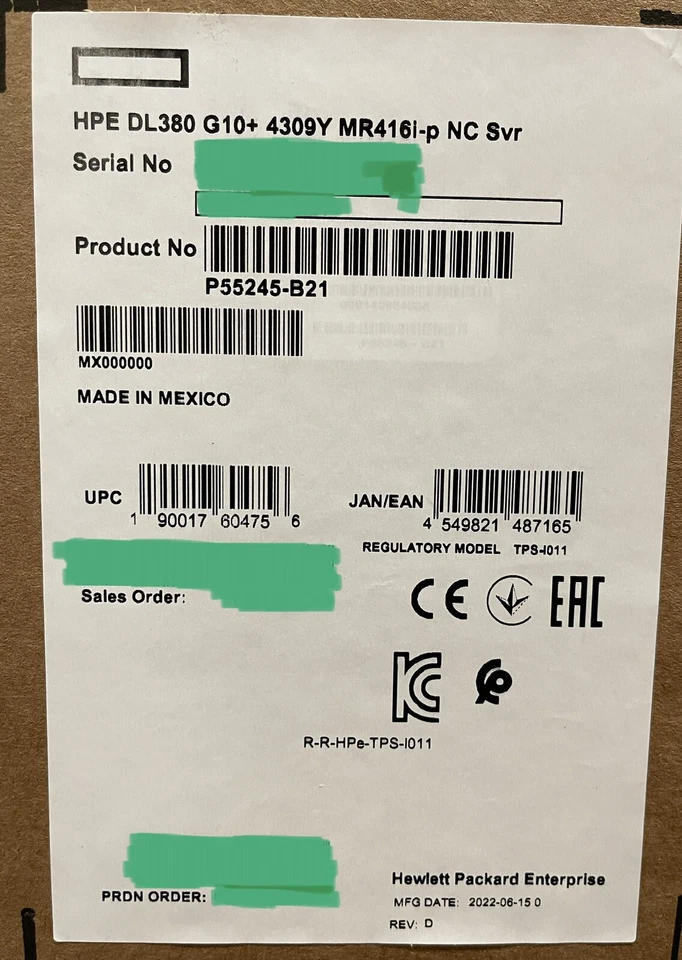 HPE DL380 G10+ 4309Y MR416i-p NC Svr
Serial No
Product No
P55245-B21
MX000000
MADE IN MEXICO
UPC 1 90017 60475 6
JAN/EAN 4 549821 487165
REGULATORY MODEL TPS-I011
Sales Order:
CE EAC
KC
R-R-HPe-TPS-I011
PRDN ORDER:
Hewlett Packard Enterprise
MFG DATE: 2022-06-15 0
REV: D